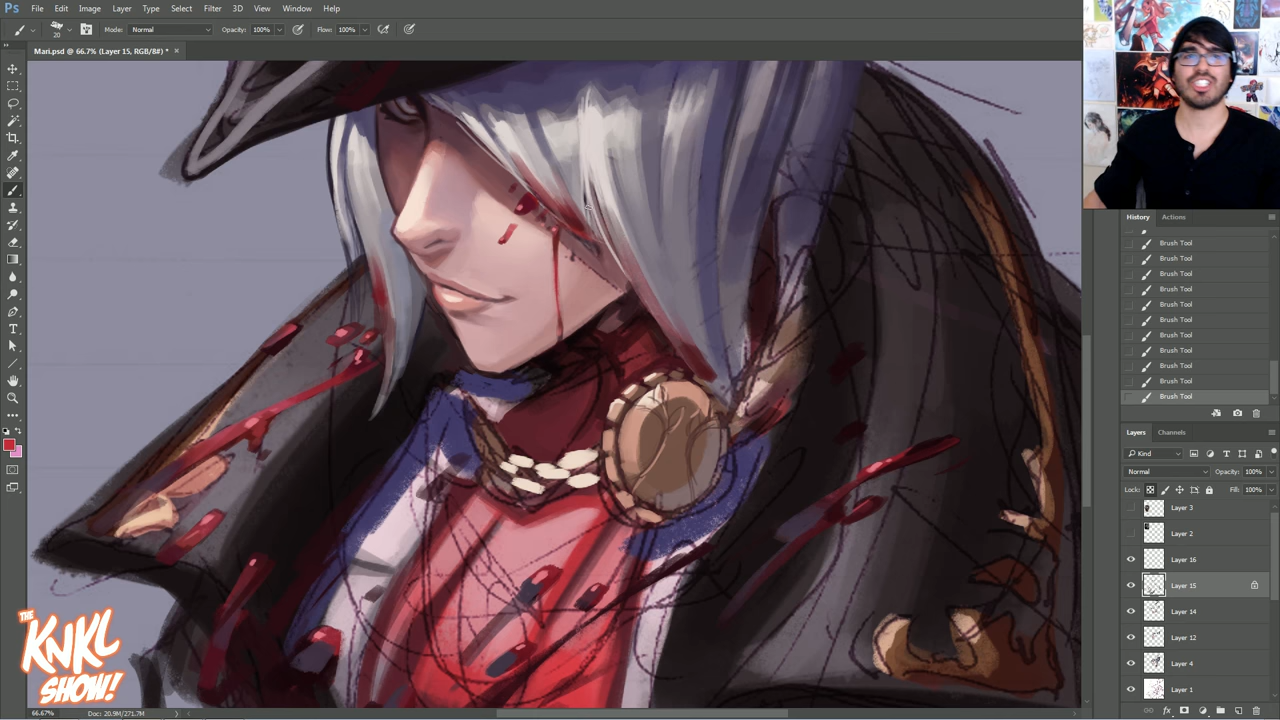 Ps File Edit Image Layer Type Select Filter 3D View Window Help
20 Mode: Normal Opacity: 100% Flow: 100%
Mari.psd @ 66.7% (Layer 15, RGB/8#) * ×
History Actions
Brush Tool
Brush Tool
Brush Tool
Brush Tool
Brush Tool
Brush Tool
Brush Tool
Brush Tool
Brush Tool
Brush Tool
Brush Tool
Layers Channels
Kind
Normal Opacity: 100%
Lock: Fill: 100%
Layer 3
Layer 2
Layer 16
Layer 15
Layer 14
Layer 12
Layer 4
Layer 1
fx
THE
KNKL
SHOW!
66.67% Doc: 20.9M/271.7M